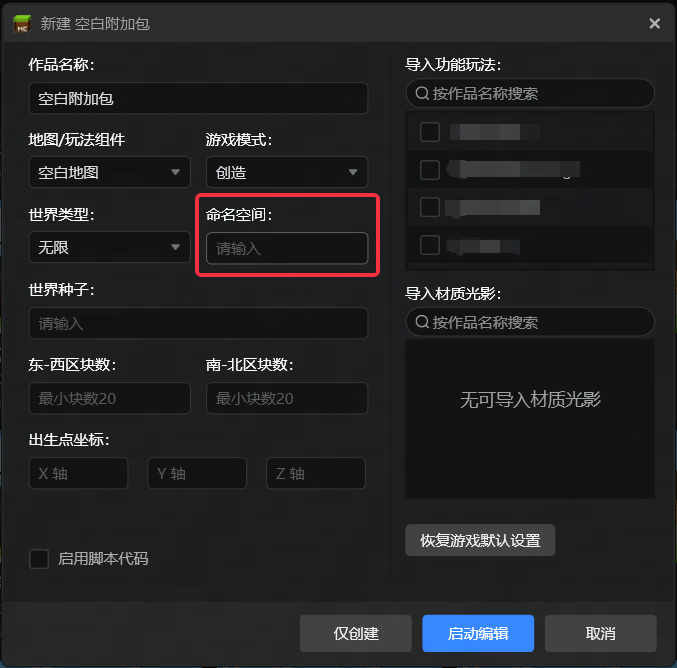 新建 空白附加包
作品名称：
空白附加包
地图/玩法组件
游戏模式：
空白地图
创造
世界类型：
命名空间：
无限
请输入
世界种子：
请输入
东-西区块数：
南-北区块数：
最小块数20
最小块数20
出生点坐标：
X 轴
Y 轴
Z 轴
启用脚本代码
导入功能玩法：
按作品名称搜索
导入材质光影：
按作品名称搜索
无可导入材质光影
恢复游戏默认设置
仅创建
启动编辑
取消